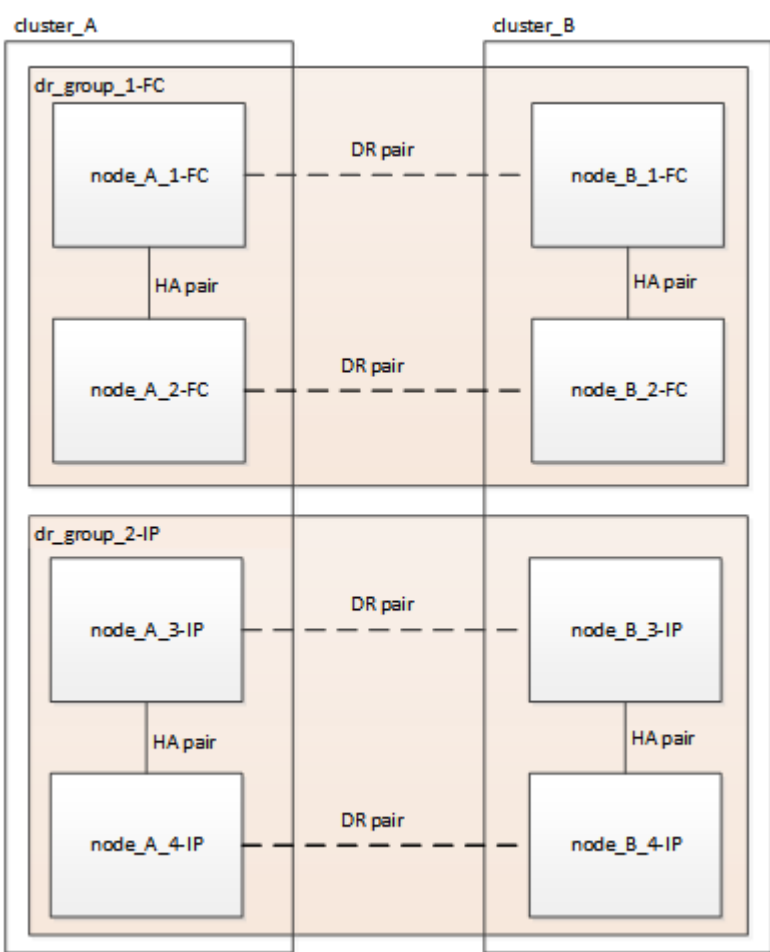 cluster_A
cluster_B
dr_group_1-FC
node_A_1-FC
DR pair
node_B_1-FC
HA pair
HA pair
node_A_2-FC
DR pair
node_B_2-FC
dr_group_2-IP
node_A_3-IP
DR pair
node_B_3-IP
HA pair
HA pair
node_A_4-IP
DR pair
node_B_4-IP